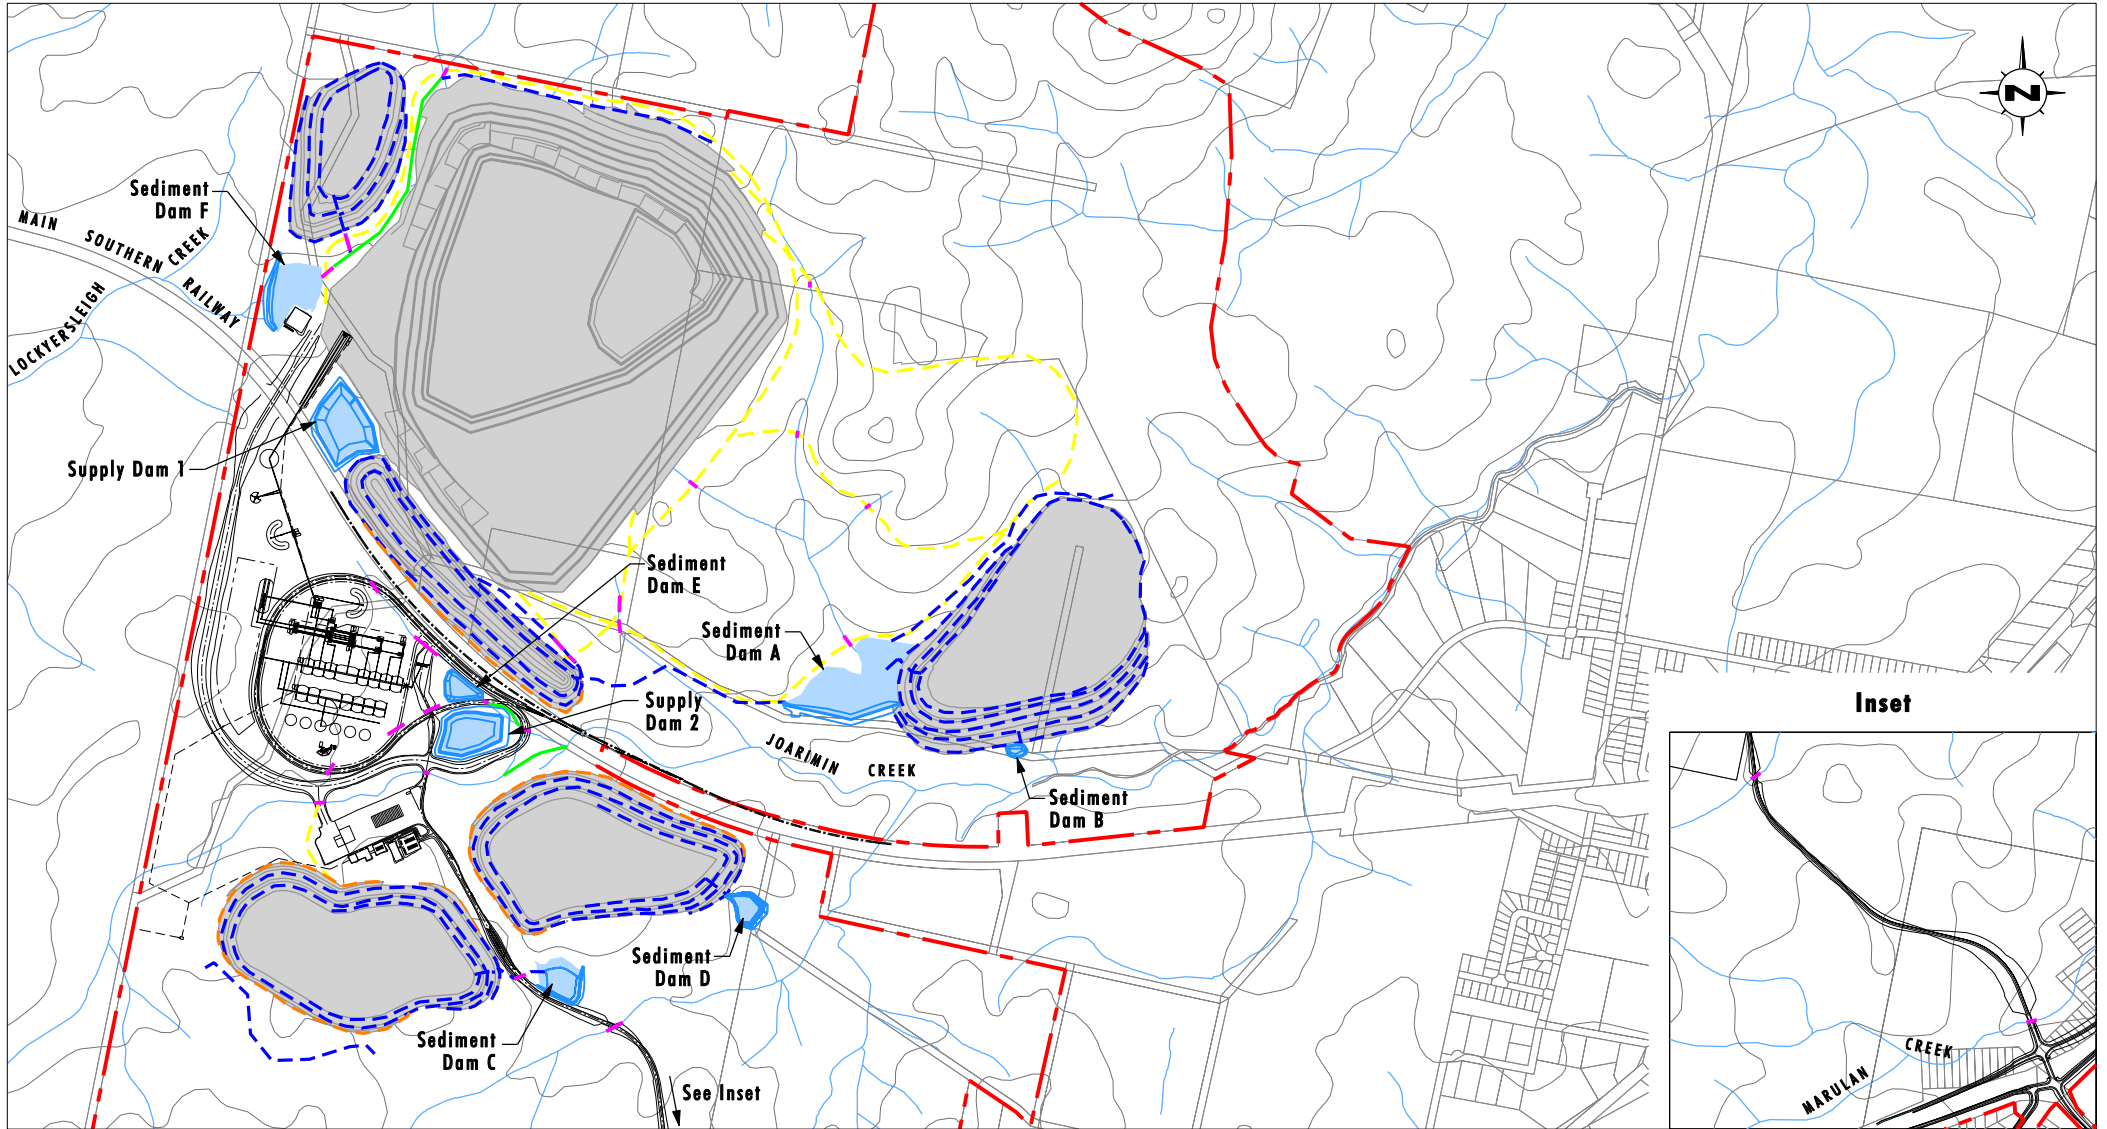 N
Sediment
Dam F
MAIN SOUTHERN RAILWAY
LOCKYERSLEIGH CREEK
Supply Dam 1
Sediment
Dam E
Sediment
Dam A
Supply
Dam 2
Inset
JOARIMIN CREEK
Sediment
Dam B
Sediment
Dam D
Sediment
Dam C
See Inset
MARULAN CREEK